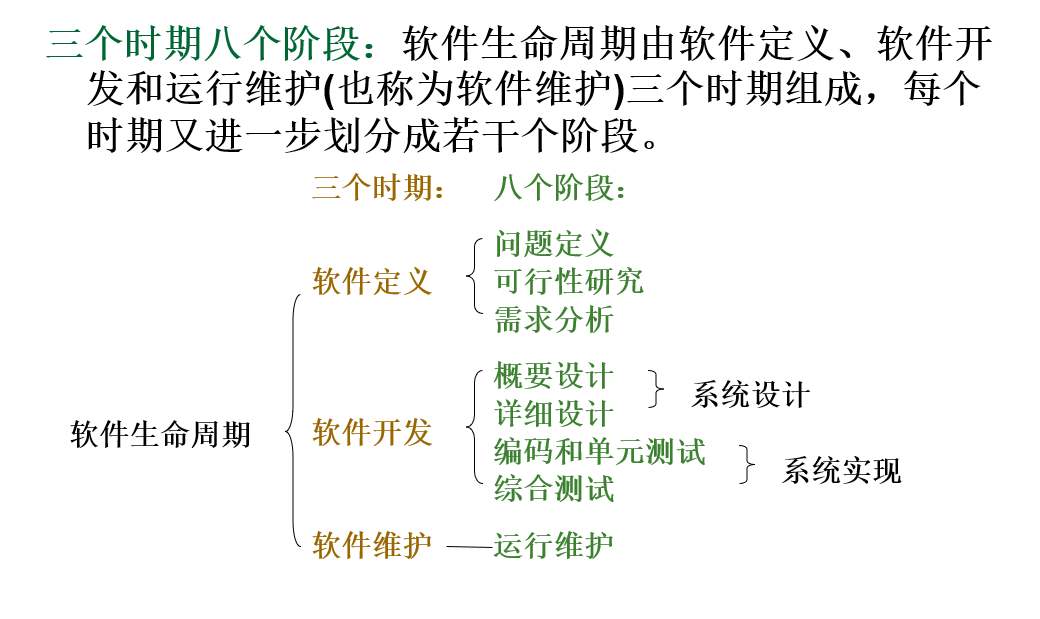 三个时期八个阶段：软件生命周期由软件定义、软件开
发和运行维护(也称为软件维护)三个时期组成，每个
时期又进一步划分成若干个阶段。
三个时期： 八个阶段：
问题定义
软件定义 可行性研究
需求分析
概要设计
系统设计
详细设计
软件生命周期 软件开发
编码和单元测试
系统实现
综合测试
软件维护 运行维护